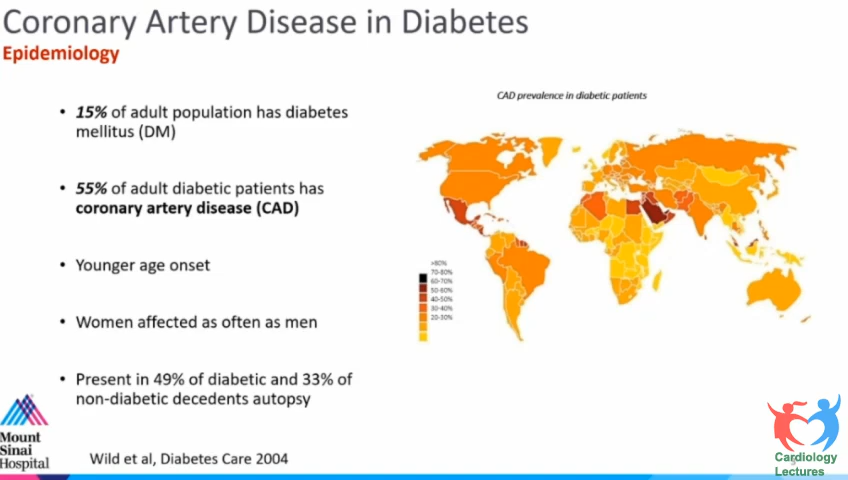 Coronary Artery Disease in Diabetes
Epidemiology
• 15% of adult population has diabetes
mellitus (DM)
• 55% of adult diabetic patients has
coronary artery disease (CAD)
• Younger age onset
• Women affected as often as men
• Present in 49% of diabetic and 33% of
non-diabetic decedents autopsy
CAD prevalence in diabetic patients
>80%
70-80%
60-70%
50-60%
40-50%
30-40%
20-30%
Mount
Sinai
Hospital
Wild et al, Diabetes Care 2004
Cardiology
Lectures